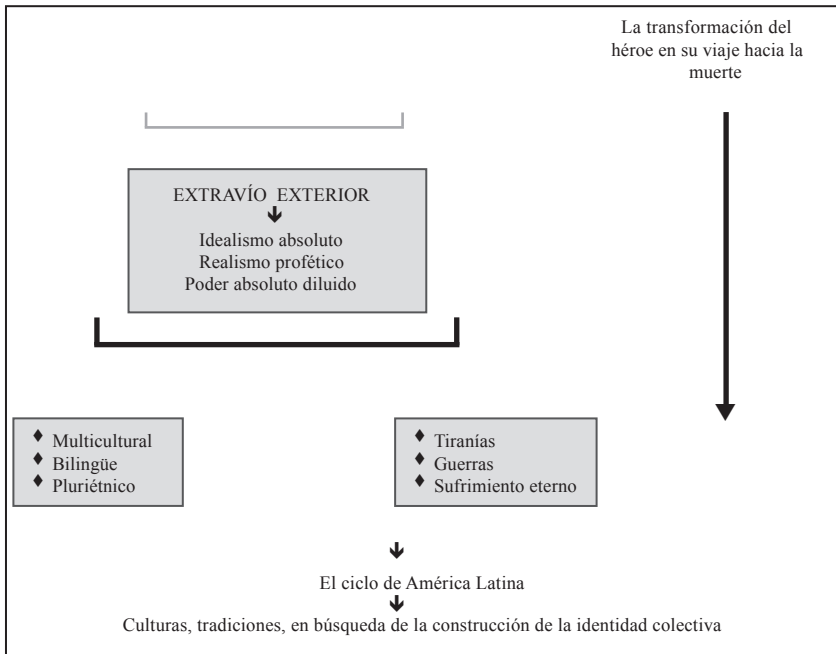 La transformación del
héroe en su viaje hacia la
muerte
EXTRAVÍO EXTERIOR
Idealismo absoluto
Realismo profético
Poder absoluto diluido
Multicultural
Bilingüe
Pluriétnico
Tiranías
Guerras
Sufrimiento eterno
El ciclo de América Latina
Culturas, tradiciones, en búsqueda de la construcción de la identidad colectiva